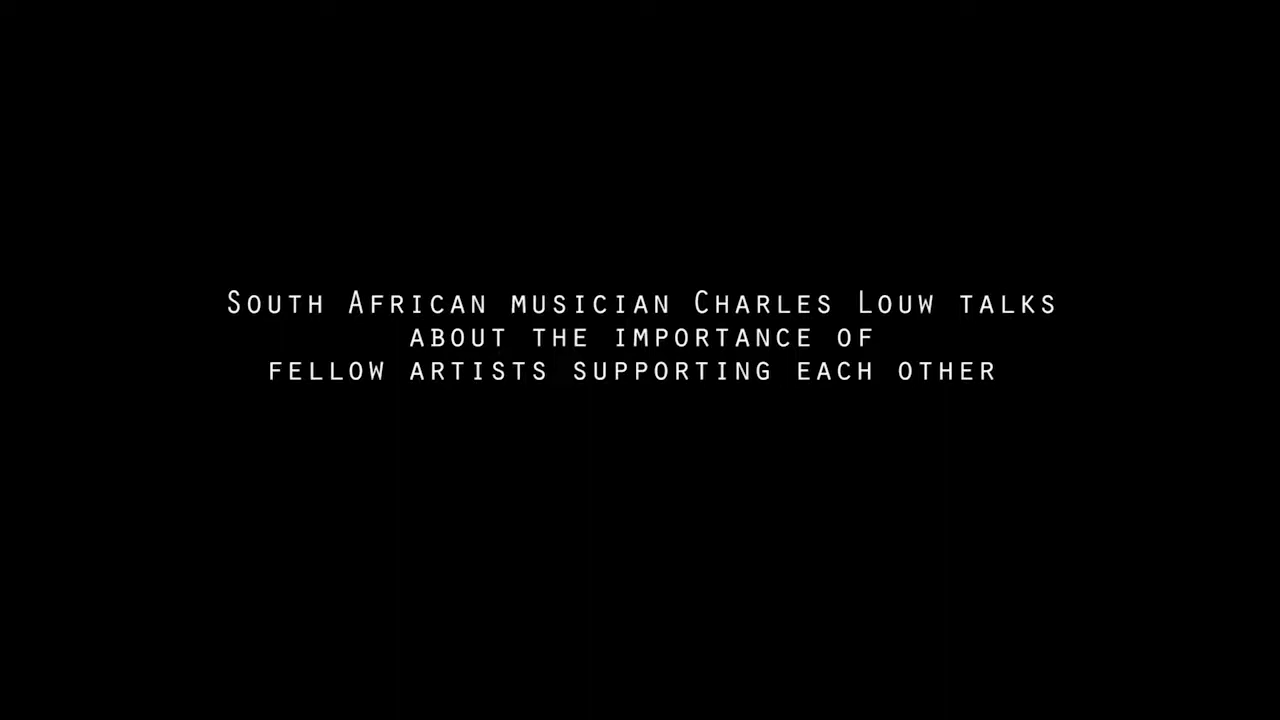 South African musician Charles Louw talks
about the importance of
fellow artists supporting each other